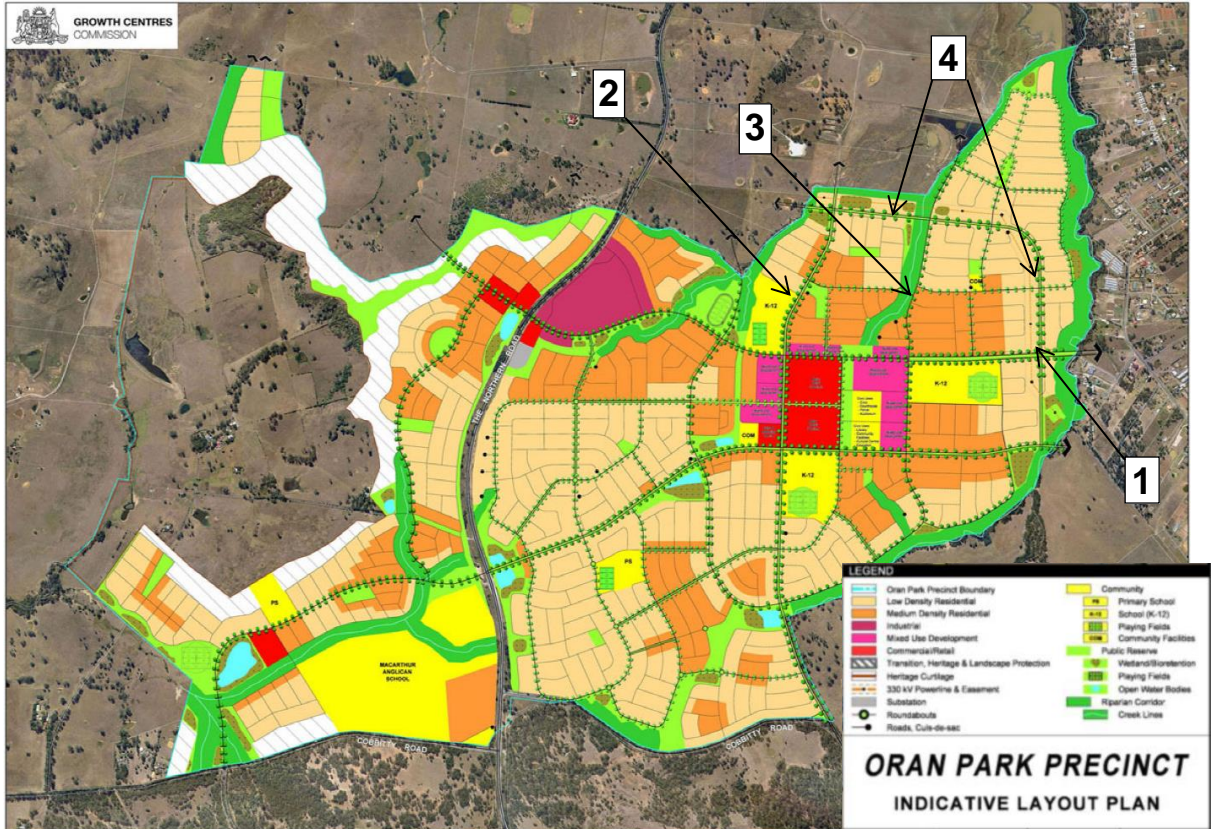 GROWTH CENTRES
COMMISSION
2
3
4
1
THE NORTHERN ROAD
K-12
COM
K-12
COM
K-12
PS
PS
MACARTHUR
ANGLICAN
SCHOOL
COBBITTY ROAD
COBBITTY ROAD
LEGEND
Oran Park Precinct Boundary
Low Density Residential
Medium Density Residential
Industrial
Mixed Use Development
Commercial/Retail
Transition, Heritage & Landscape Protection
Heritage Curtilage
330 kV Powerline & Easement
Substation
Roundabouts
Roads, Culs-de-sac
Community
PS Primary School
K-12 School (K-12)
Playing Fields
COM Community Facilities
Public Reserve
Wetland/Bioretention
Playing Fields
Open Water Bodies
Riparian Corridor
Creek Lines
ORAN PARK PRECINCT
INDICATIVE LAYOUT PLAN